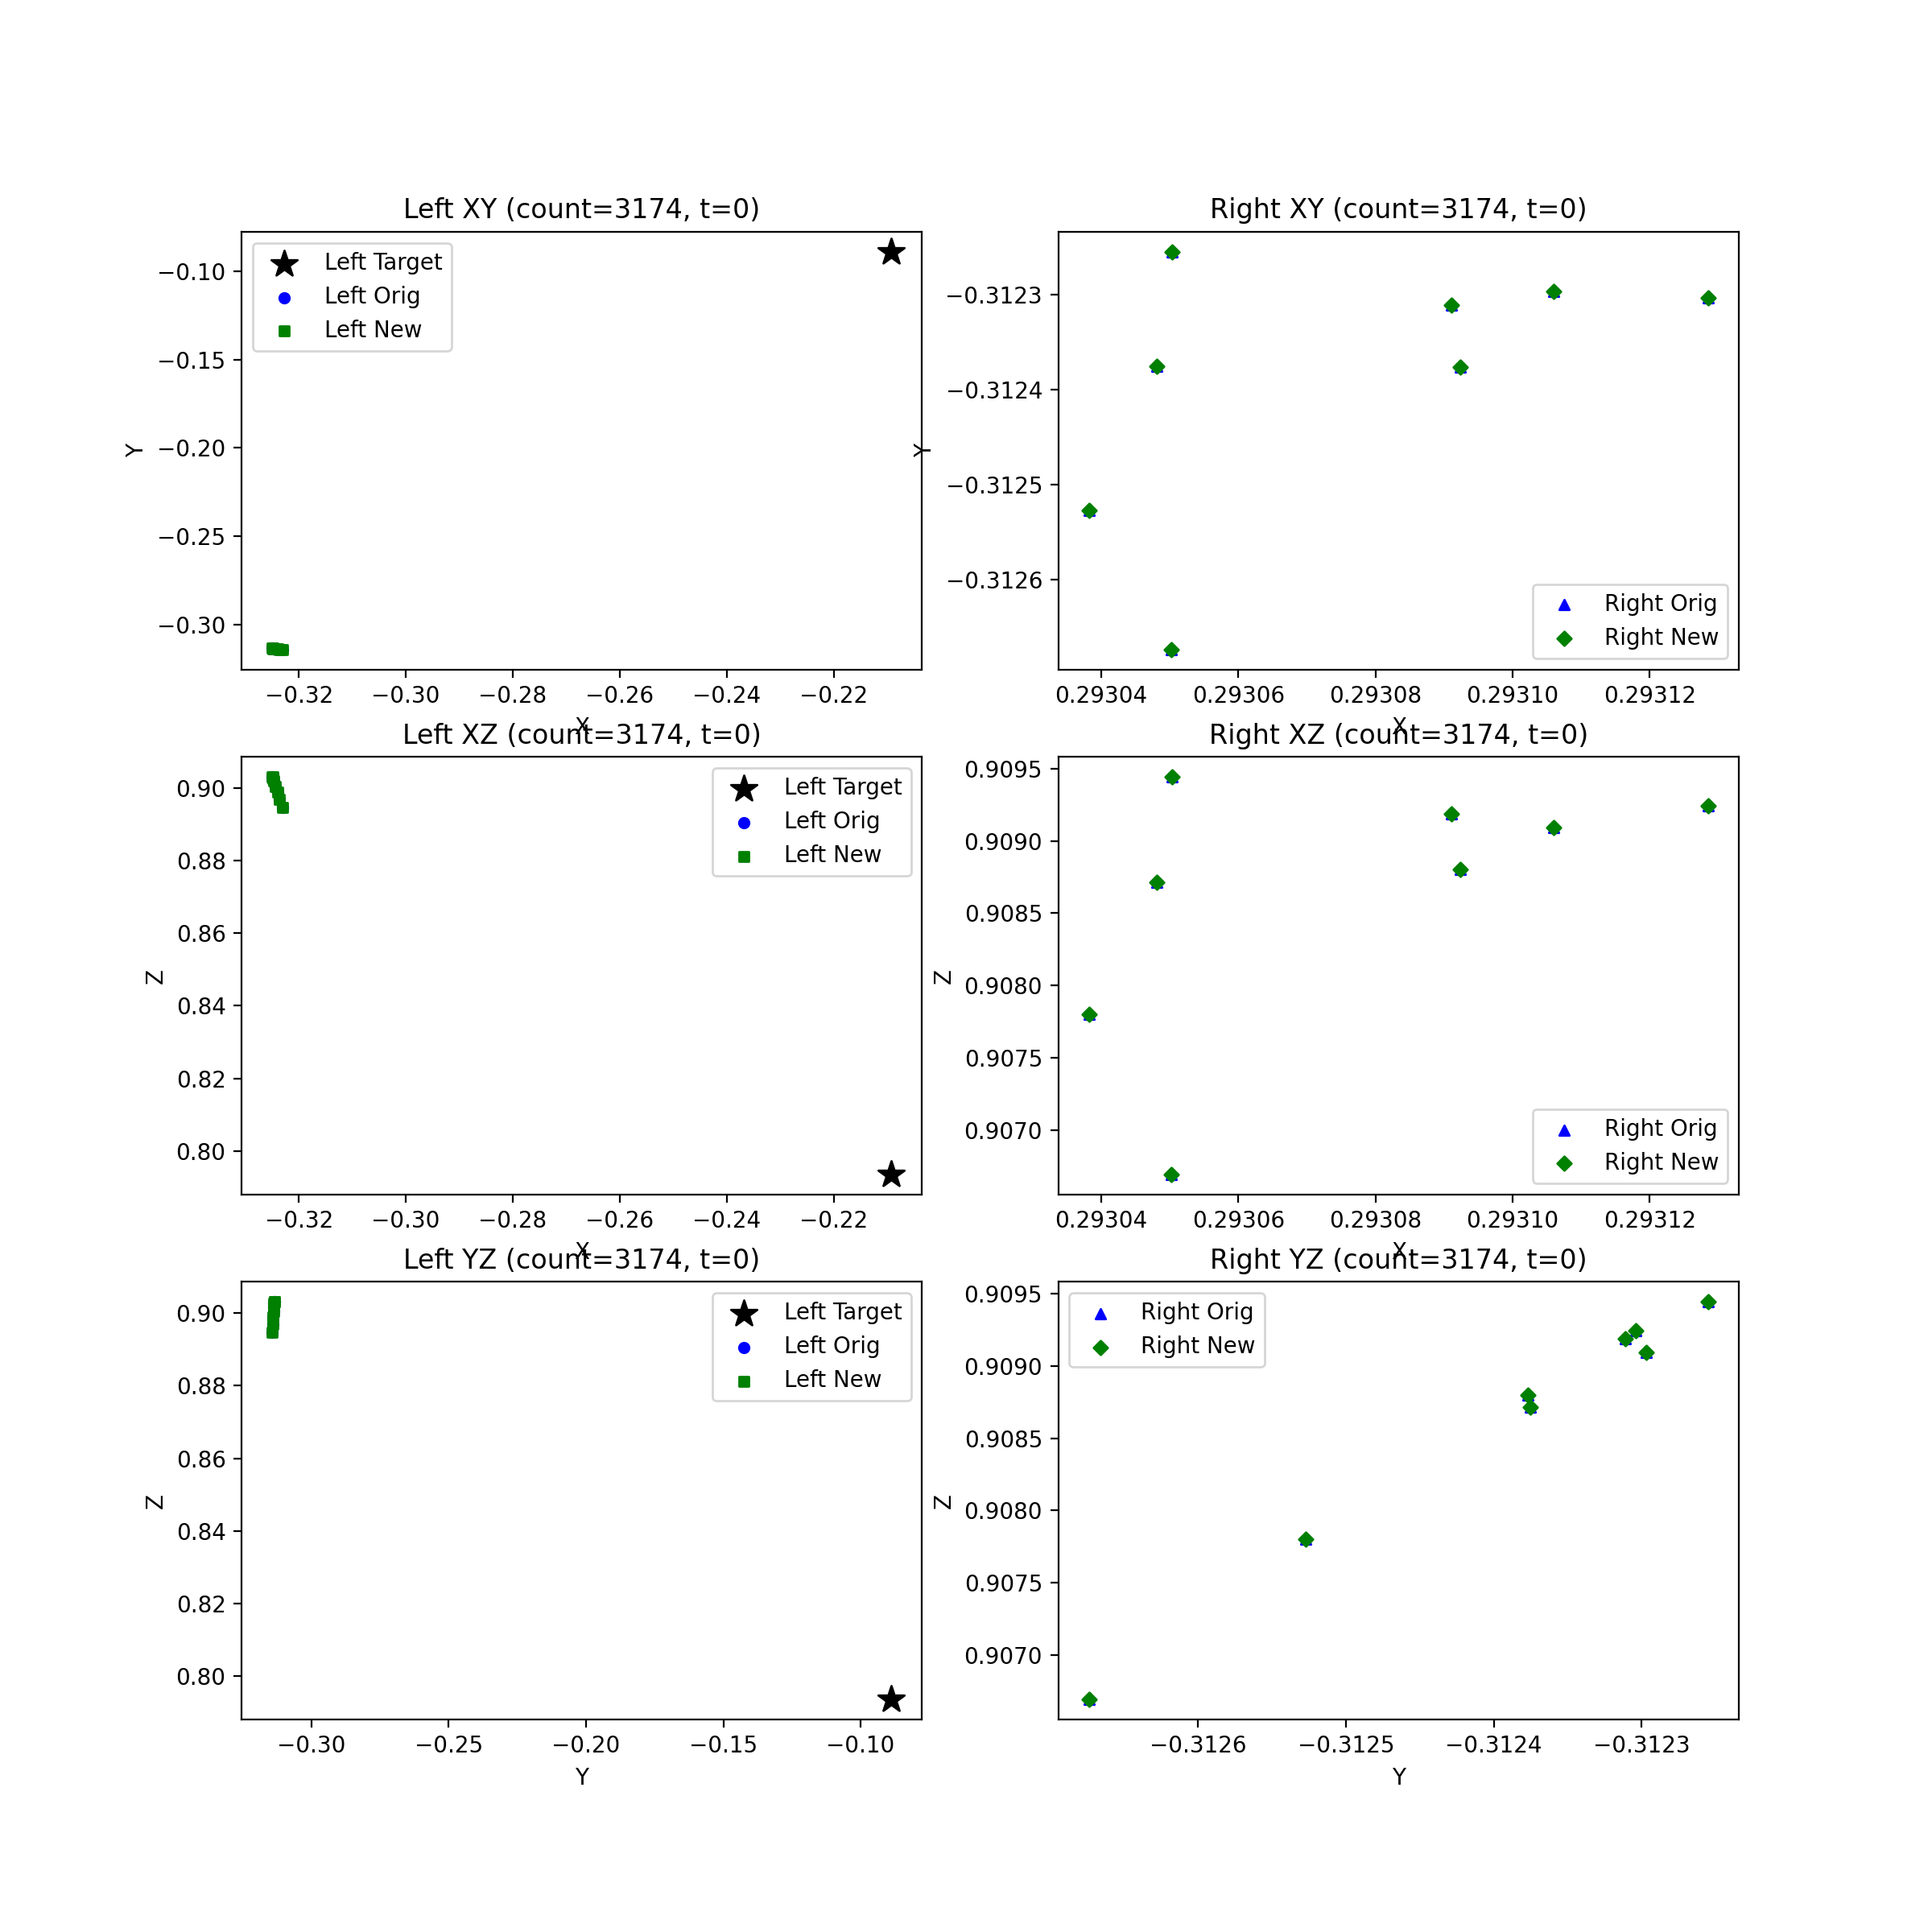 Left XY (count=3174, t=0)
Left Target
Left Orig
Left New
Y
−0.10
−0.15
−0.20
−0.25
−0.30
−0.32
−0.30
−0.28
−0.26
−0.24
−0.22
X
Right XY (count=3174, t=0)
Y
−0.3123
−0.3124
−0.3125
−0.3126
Right Orig
Right New
0.29304
0.29306
0.29308
0.29310
0.29312
X
Left XZ (count=3174, t=0)
Left Target
Left Orig
Left New
Z
0.90
0.88
0.86
0.84
0.82
0.80
−0.32
−0.30
−0.28
−0.26
−0.24
−0.22
X
Right XZ (count=3174, t=0)
Z
0.9095
0.9090
0.9085
0.9080
0.9075
0.9070
Right Orig
Right New
0.29304
0.29306
0.29308
0.29310
0.29312
X
Left YZ (count=3174, t=0)
Left Target
Left Orig
Left New
Z
0.90
0.88
0.86
0.84
0.82
0.80
−0.30
−0.25
−0.20
−0.15
−0.10
Y
Right YZ (count=3174, t=0)
Right Orig
Right New
Z
0.9095
0.9090
0.9085
0.9080
0.9075
0.9070
−0.3126
−0.3125
−0.3124
−0.3123
Y